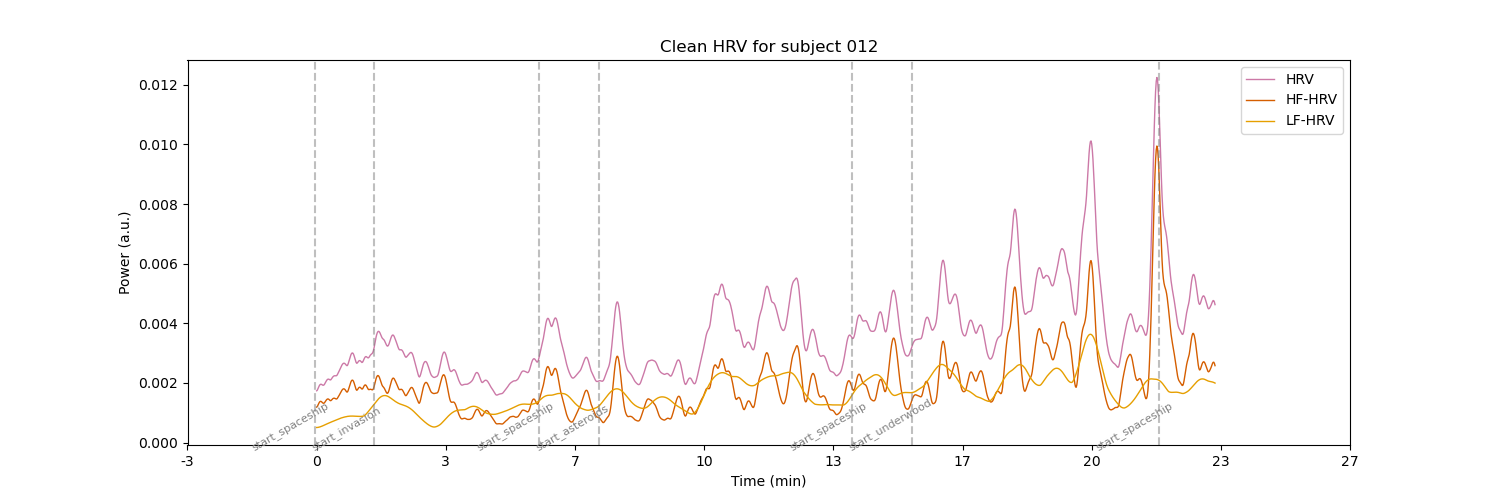 Clean HRV for subject 012
HRV
HF-HRV
LF-HRV
Power (a.u.)
0.012
0.010
0.008
0.006
0.004
0.002
0.000
start_spaceship
start_invasion
start_spaceship
start_asteroids
start_spaceship
start_underwood
start_spaceship
-3 0 3 7 10 13 17 20 23 27
Time (min)